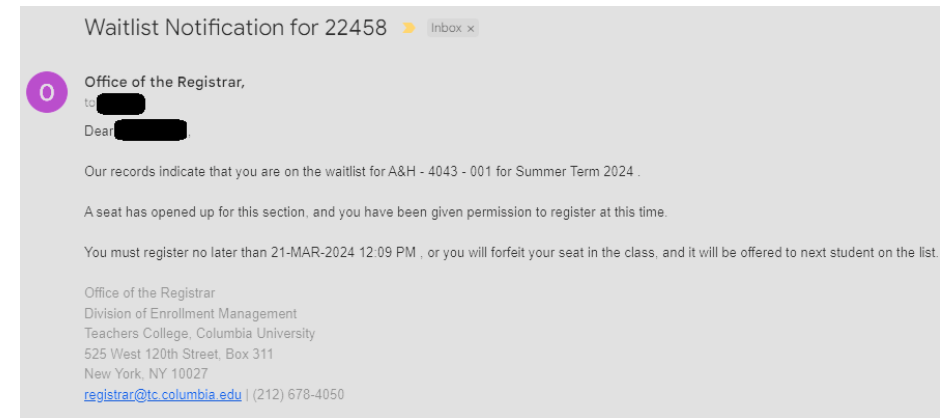 Waitlist Notification for 22458 Inbox ×
O
Office of the Registrar,
to
Dear ,
Our records indicate that you are on the waitlist for A&H - 4043 - 001 for Summer Term 2024 .
A seat has opened up for this section, and you have been given permission to register at this time.
You must register no later than 21-MAR-2024 12:09 PM , or you will forfeit your seat in the class, and it will be offered to next student on the list.
Office of the Registrar
Division of Enrollment Management
Teachers College, Columbia University
525 West 120th Street, Box 311
New York, NY 10027
registrar@tc.columbia.edu | (212) 678-4050